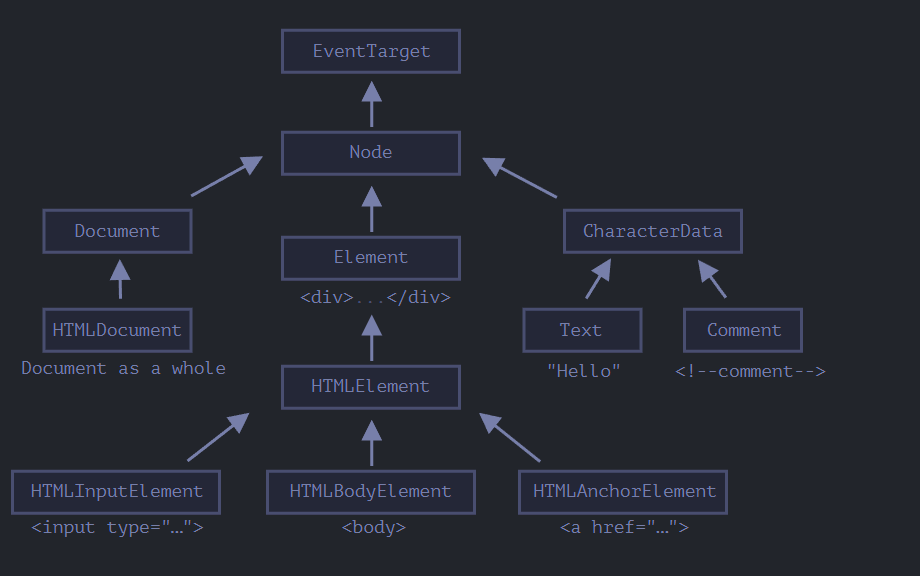 EventTarget
Node
Document
Element
CharacterData
<div>...</div>
HTMLDocument
Text
Comment
Document as a whole
"Hello"
<!--comment-->
HTMLElement
HTMLInputElement
HTMLBodyElement
HTMLAnchorElement
<input type="…">
<body>
<a href="…">